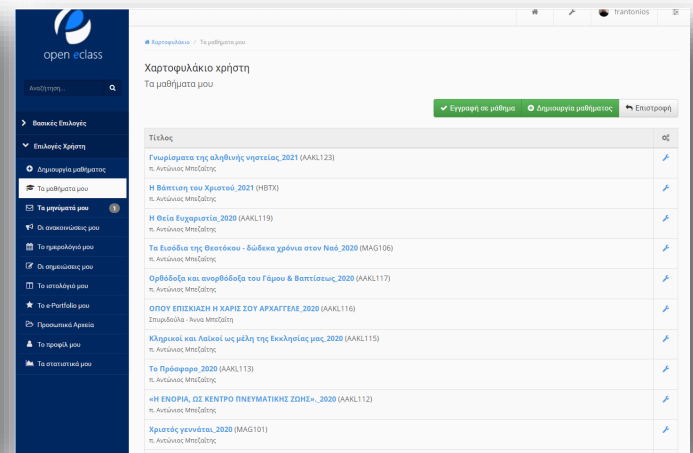 open eclass
Αναζήτηση...
Βασικές Επιλογές
Επιλογές Χρήστη
Δημιουργία μαθήματος
Τα μαθήματα μου
Τα μηνύματά μου 1
Οι ανακοινώσεις μου
Το ημερολόγιό μου
Οι σημειώσεις μου
Το ιστολόγιό μου
Το e-Portfolio μου
Προσωπικά Αρχεία
Το προφίλ μου
Τα στατιστικά μου
frantonios
Χαρτοφυλάκιο / Τα μαθήματα μου
Χαρτοφυλάκιο χρήστη
Τα μαθήματα μου
Εγγραφή σε μάθημα Δημιουργία μαθήματος Επιστροφή
Τίτλος
Γνωρίσματα της αληθινής νηστείας_2021 (AAKL123)
π. Αντώνιος Μπεζαΐτης
Η Βάπτιση του Χριστού_2021 (HBTX)
π. Αντώνιος Μπεζαΐτης
Η Θεία Ευχαριστία_2020 (AAKL119)
π. Αντώνιος Μπεζαΐτης
Τα Εισόδια της Θεοτόκου - δώδεκα χρόνια στον Ναό_2020 (MAG106)
π. Αντώνιος Μπεζαΐτης
Ορθόδοξα και ανορθόδοξα του Γάμου & Βαπτίσεως_2020 (AAKL117)
π. Αντώνιος Μπεζαΐτης
ΟΠΟΥ ΕΠΙΣΚΙΑΣΗ Η ΧΑΡΙΣ ΣΟΥ ΑΡΧΑΓΓΕΛΕ_2020 (AAKL116)
Σπυριδούλα - Άννα Μπεζαΐτη
Κληρικοί και Λαϊκοί ως μέλη της Εκκλησίας μας_2020 (AAKL115)
π. Αντώνιος Μπεζαΐτης
Το Πρόσφορο_2020 (AAKL113)
π. Αντώνιος Μπεζαΐτης
«Η ΕΝΟΡΙΑ, ΩΣ ΚΕΝΤΡΟ ΠΝΕΥΜΑΤΙΚΗΣ ΖΩΗΣ»._2020 (AAKL112)
π. Αντώνιος Μπεζαΐτης
Χριστός γεννάται_2020 (MAG101)
π. Αντώνιος Μπεζαΐτης